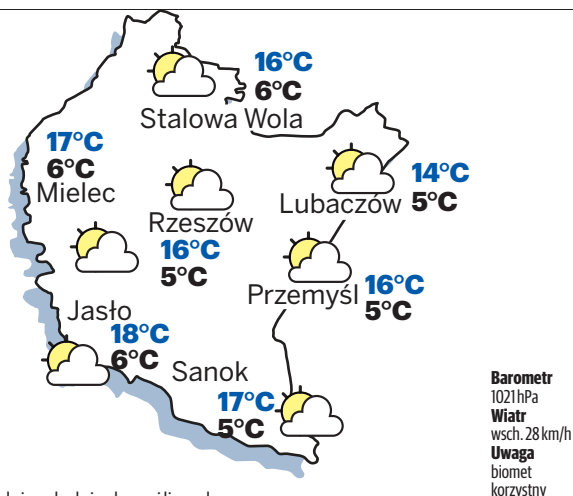 16°C
6°C
Stalowa Wola
17°C
6°C
Mielec
14°C
Lubaczów 5°C
Rzeszów
16°C
5°C
Przemyśl
16°C
5°C
Jasło
18°C
6°C
Sanok
17°C
5°C
Barometr
1021 hPa
Wiatr
wsch. 28 km/h
Uwaga
biomet
korzystny